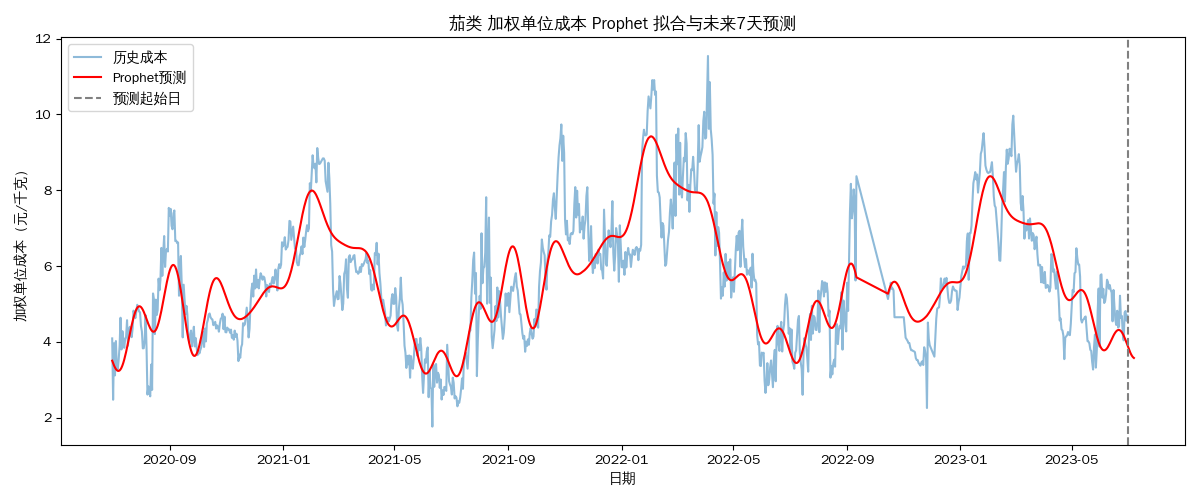 茄类 加权单位成本 Prophet 拟合与未来7天预测
历史成本
Prophet预测
预测起始日
加权单位成本（元/千克）
12
10
8
6
4
2
2020-09
2021-01
2021-05
2021-09
2022-01
2022-05
2022-09
2023-01
2023-05
日期